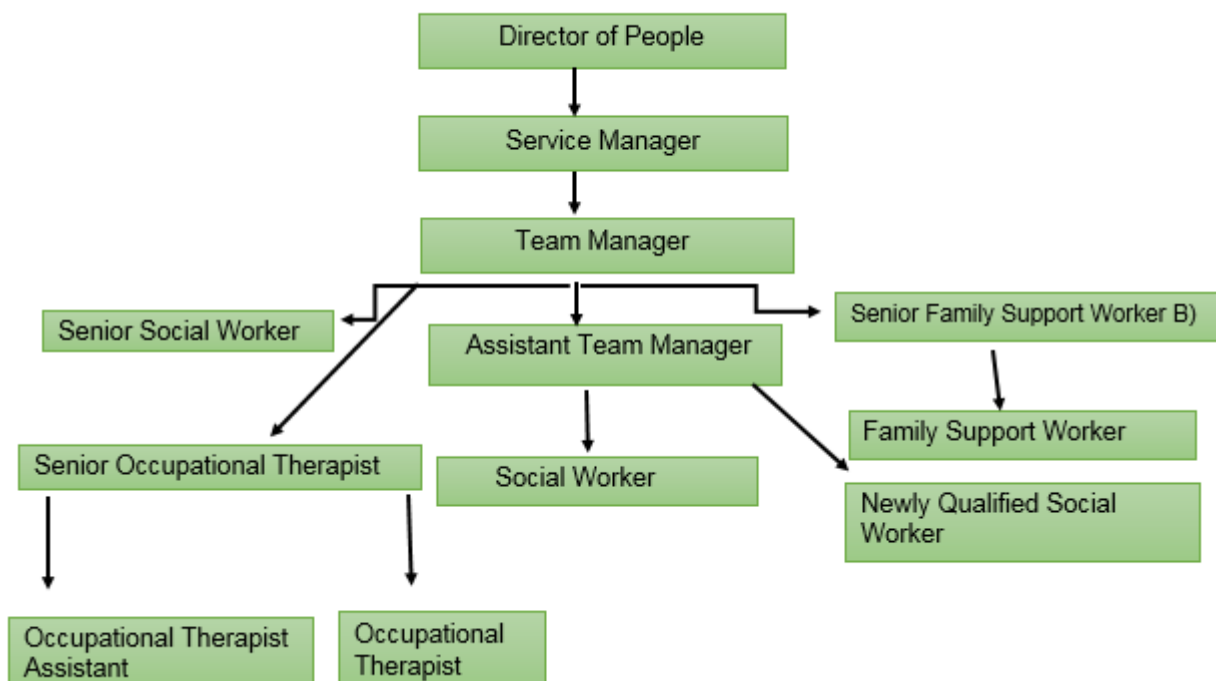 Director of People
Service Manager
Team Manager
Senior Social Worker
Assistant Team Manager
Senior Family Support Worker B)
Family Support Worker
Senior Occupational Therapist
Social Worker
Newly Qualified Social
Worker
Occupational Therapist
Assistant
Occupational
Therapist